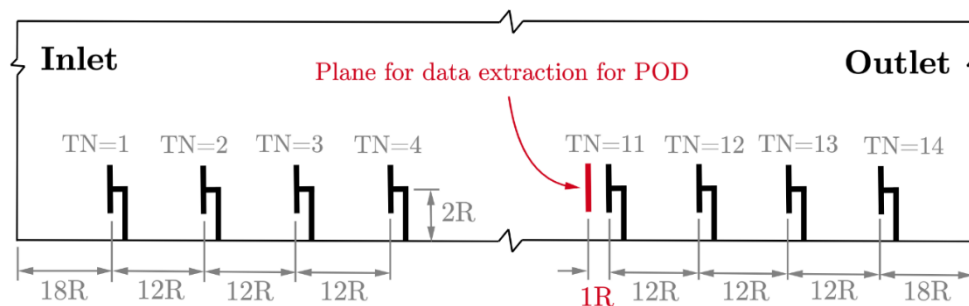 Inlet
Outlet
Plane for data extraction for POD
TN=1 TN=2 TN=3 TN=4 TN=11 TN=12 TN=13 TN=14
2R
18R 12R 12R 12R 1R 12R 12R 12R 18R